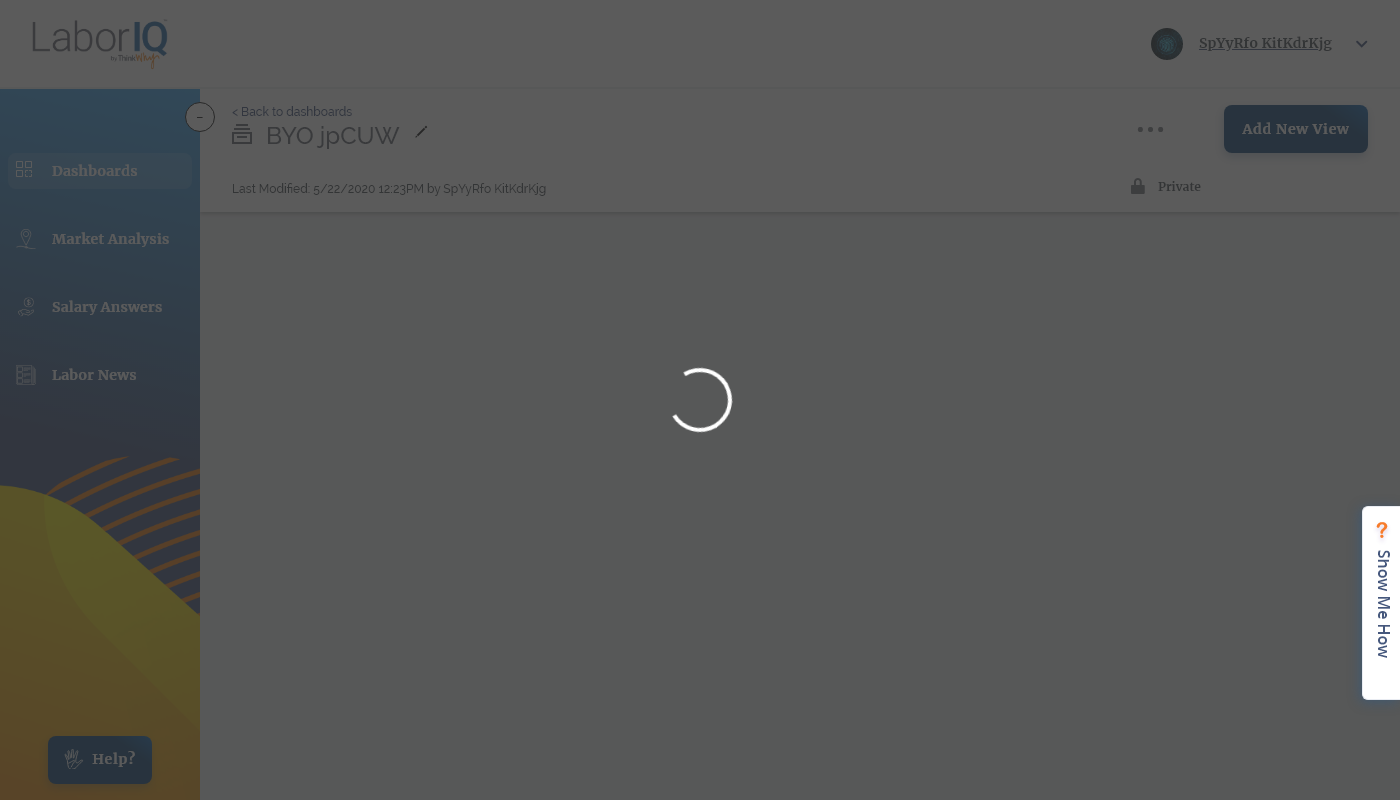 LaborIQ
by ThinkWhy
SpYyRfo KitKdrKjg
< Back to dashboards
BYO jpCUW
Add New View
Last Modified: 5/22/2020 12:23PM by SpYyRfo KitKdrKjg
Private
Dashboards
Market Analysis
Salary Answers
Labor News
? Show Me How
Help?